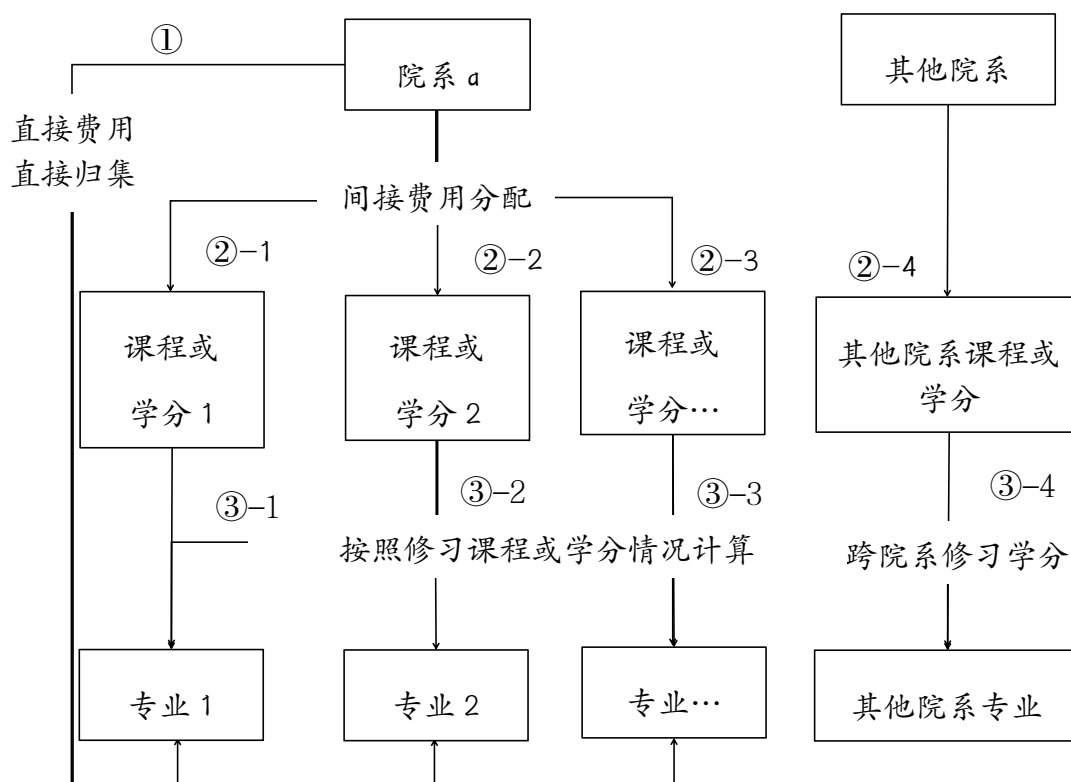 ①
院系 a
其他院系
直接费用
直接归集
间接费用分配
②-1
②-2
②-3
②-4
课程或
学分 1
课程或
学分 2
课程或
学分…
其他院系课程或
学分
③-1
③-2
③-3
③-4
按照修习课程或学分情况计算
跨院系修习学分
专业 1
专业 2
专业…
其他院系专业